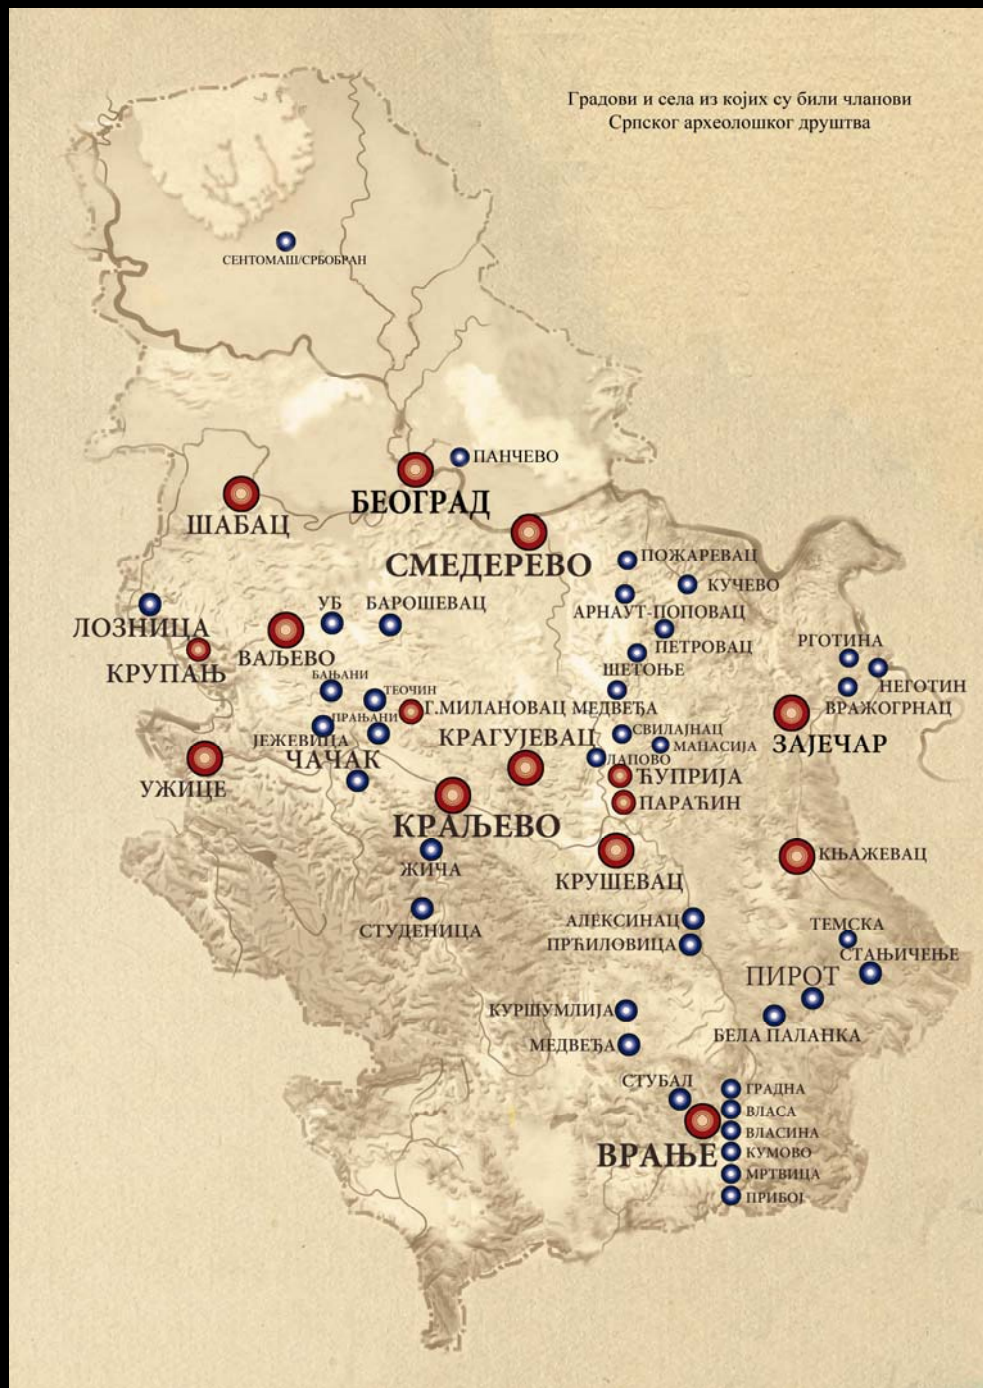 Градови и села из којих су били чланови
Српског археолошког друштва
СЕНТОМАШ/СРБОБРАН
ПАНЧЕВО
БЕОГРАД
ШАБАЦ
СМЕДЕРЕВО
ПОЖАРЕВАЦ
КУЧЕВО
УБ
БАРОШЕВАЦ
АРНАУТ-ПОПОВАЦ
ЛОЗНИЦА
РГОТИНА
ПЕТРОВАЦ
ВАЉЕВО
ШЕТОЊЕ
КРУПАЊ
БАЊАНИ
НЕГОТИН
ТЕОЧИН
Г.МИЛАНОВАЦ
МЕДВЕЂА
ВРАЖОГРНАЦ
ПРАЊАНИ
СВИЛАЈНАЦ
ЈЕЖЕВИЦА
КРАГУЈЕВАЦ
МАНАСИЈА
ЗАЈЕЧАР
ЧАЧАК
ЛАПОВО
ЋУПРИЈА
УЖИЦЕ
ПАРАЋИН
КРАЉЕВО
КЊАЖЕВАЦ
ЖИЧА
КРУШЕВАЦ
АЛЕКСИНАЦ
ТЕМСКА
СТУДЕНИЦА
ПРЋИЛОВИЦА
СТАЊИЧЕЊЕ
ПИРОТ
КУРШУМЛИЈА
БЕЛА ПАЛАНКА
МЕДВЕЂА
СТУБАЛ
ГРАДНА
ВЛАСА
ВЛАСИНА
ВРАЊЕ
КУМОВО
МРТВИЦА
ПРИБОЈ